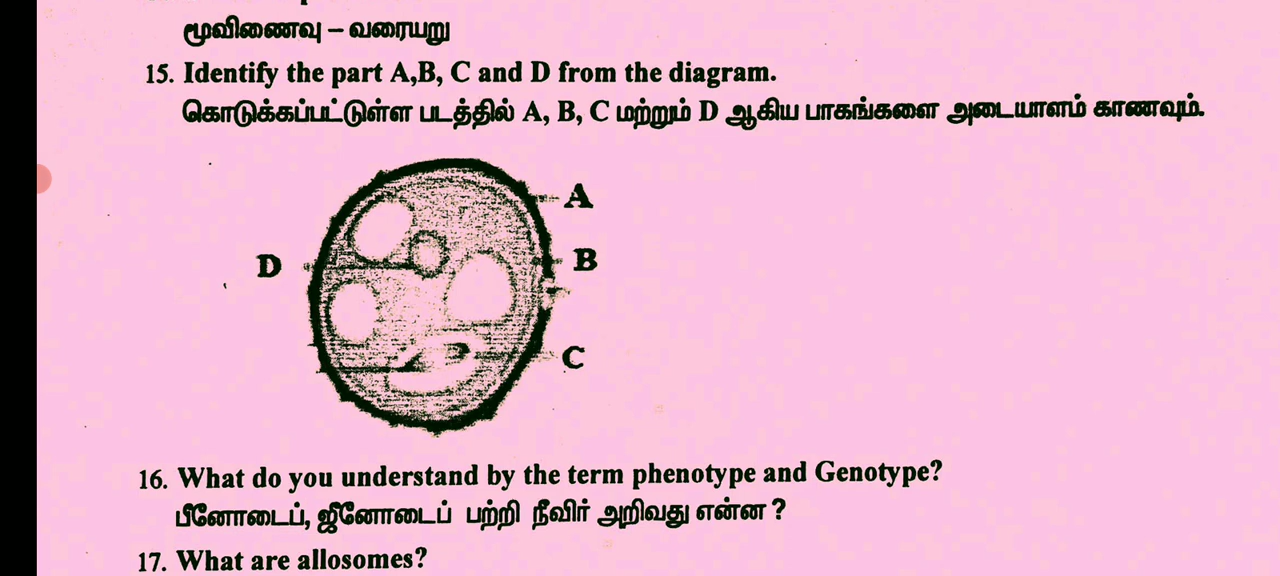 மூவிணைவு – வரையறு
15. Identify the part A,B, C and D from the diagram.
கொடுக்கப்பட்டுள்ள படத்தில் A, B, C மற்றும் D ஆகிய பாகங்களை அடையாளம் காணவும்.
A
D
B
C
16. What do you understand by the term phenotype and Genotype?
பீனோடைப், ஜீனோடைப் பற்றி நீவிர் அறிவது என்ன ?
17. What are allosomes?